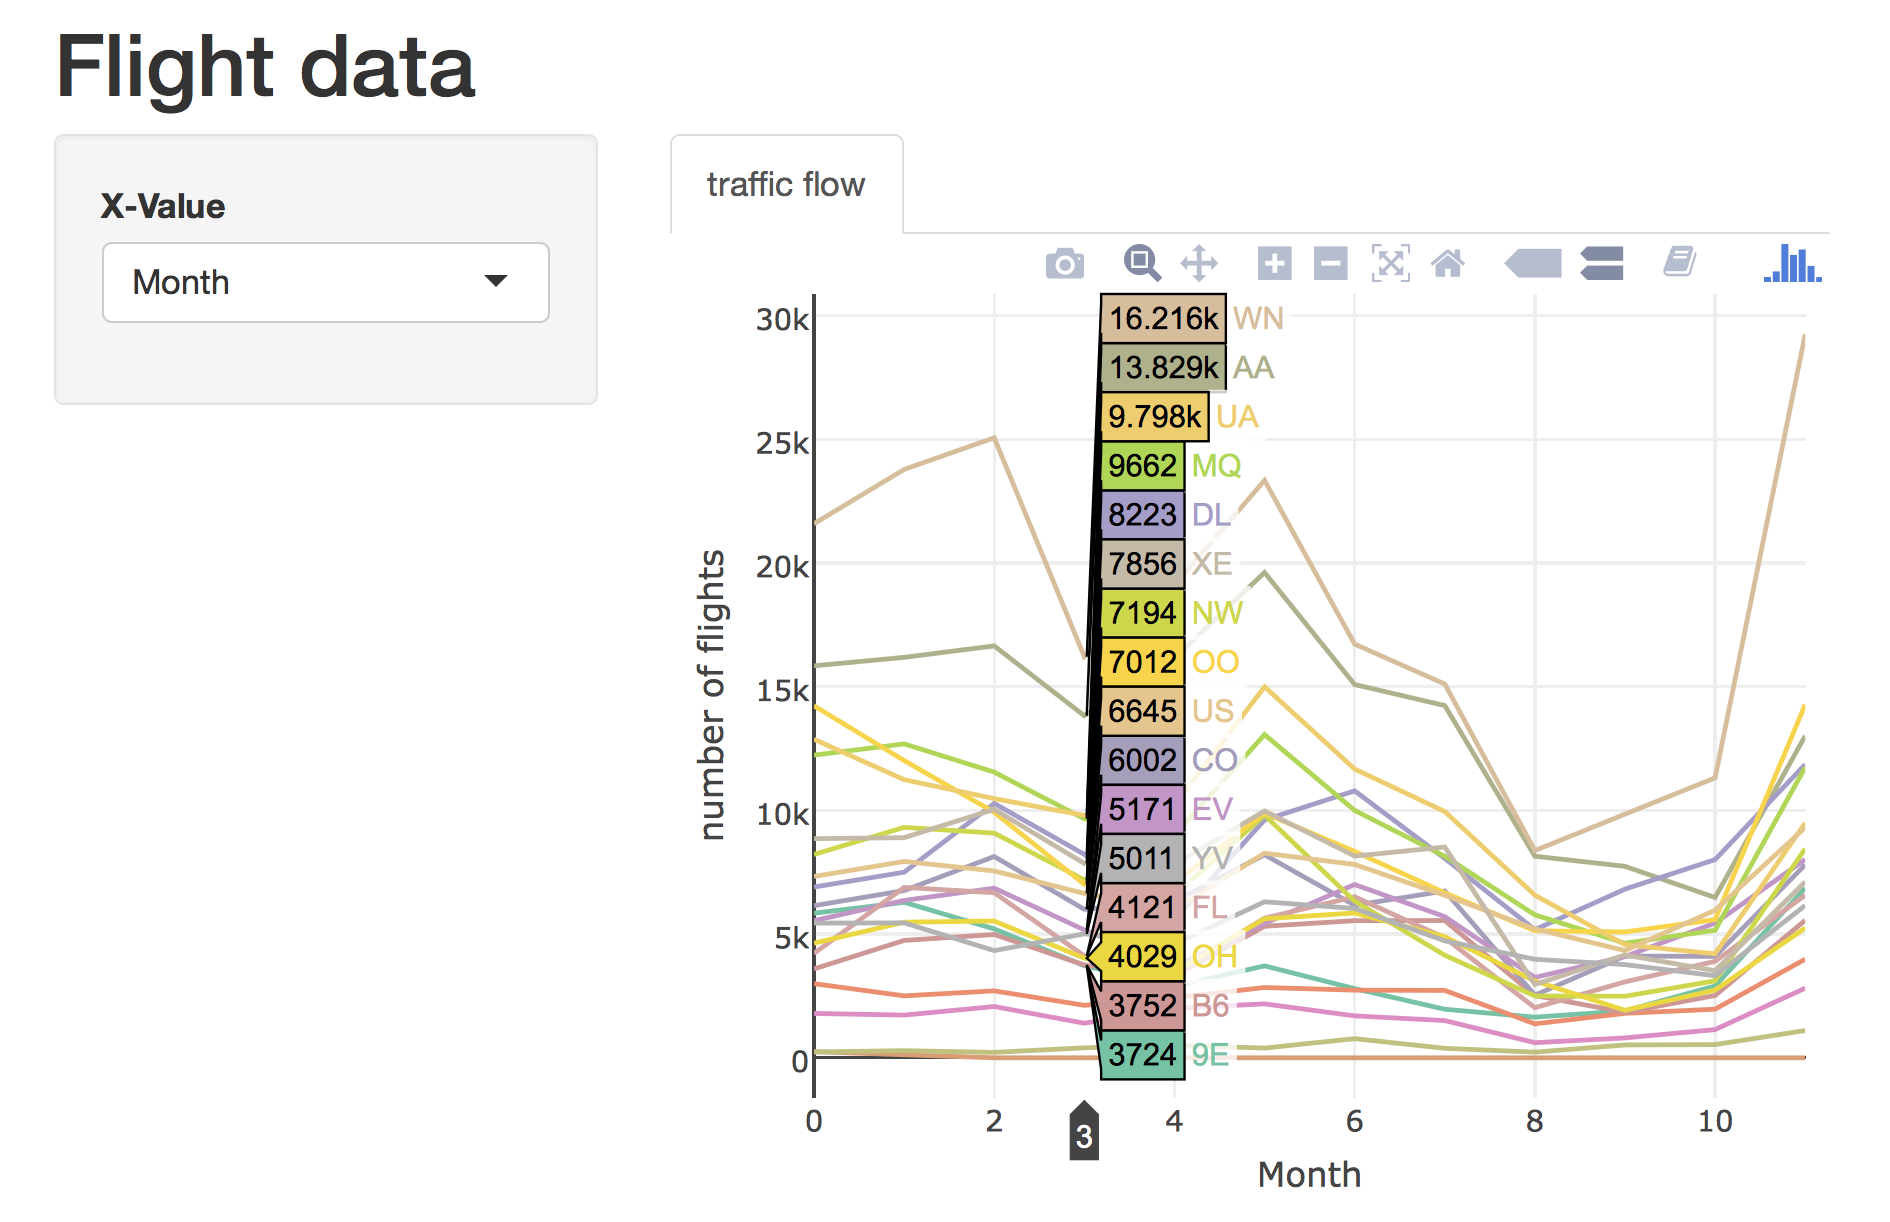 Flight data
X-Value
Month
traffic flow
30k
25k
20k
15k
10k
5k
0
number of flights
16.216k WN
13.829k AA
9.798k UA
9662 MQ
8223 DL
7856 XE
7194 NW
7012 OO
6645 US
6002 CO
5171 EV
5011 YV
4121 FL
4029 OH
3752 B6
3724 9E
0 2 3 4 6 8 10
Month